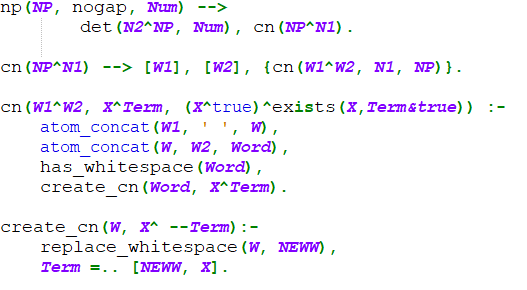 np(NP, nogap, Num) -->
det(N2^NP, Num), cn(NP^N1).
cn(NP^N1) --> [W1], [W2], {cn(W1^W2, N1, NP)}.
cn(W1^W2, X^Term, (X^true)^exists(X,Term&true)) :-
atom_concat(W1, ' ', W),
atom_concat(W, W2, Word),
has_whitespace(Word),
create_cn(Word, X^Term).
create_cn(W, X^ --Term):-
replace_whitespace(W, NEWW),
Term =.. [NEWW, X].